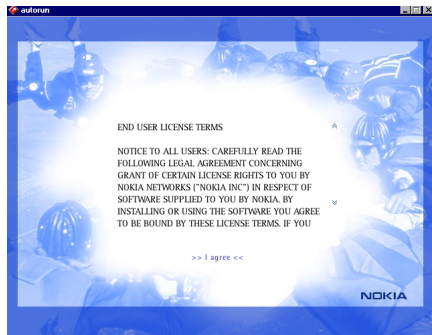 autorun
END USER LICENSE TERMS
NOTICE TO ALL USERS: CAREFULLY READ THE
FOLLOWING LEGAL AGREEMENT CONCERNING
GRANT OF CERTAIN LICENSE RIGHTS TO YOU BY
NOKIA NETWORKS ("NOKIA INC") IN RESPECT OF
SOFTWARE SUPPLIED TO YOU BY NOKIA. BY
INSTALLING OR USING THE SOFTWARE YOU AGREE
TO BE BOUND BY THESE LICENSE TERMS. IF YOU
>> I agree <<
NOKIA